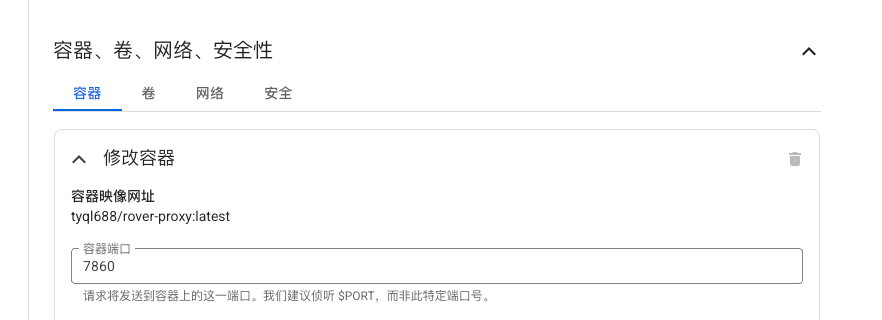 容器、卷、网络、安全性
容器 卷 网络 安全
修改容器
容器映像网址
tyql688/rover-proxy:latest
容器端口
7860
请求将发送到容器上的这一端口。我们建议侦听 $PORT，而非此特定端口号。